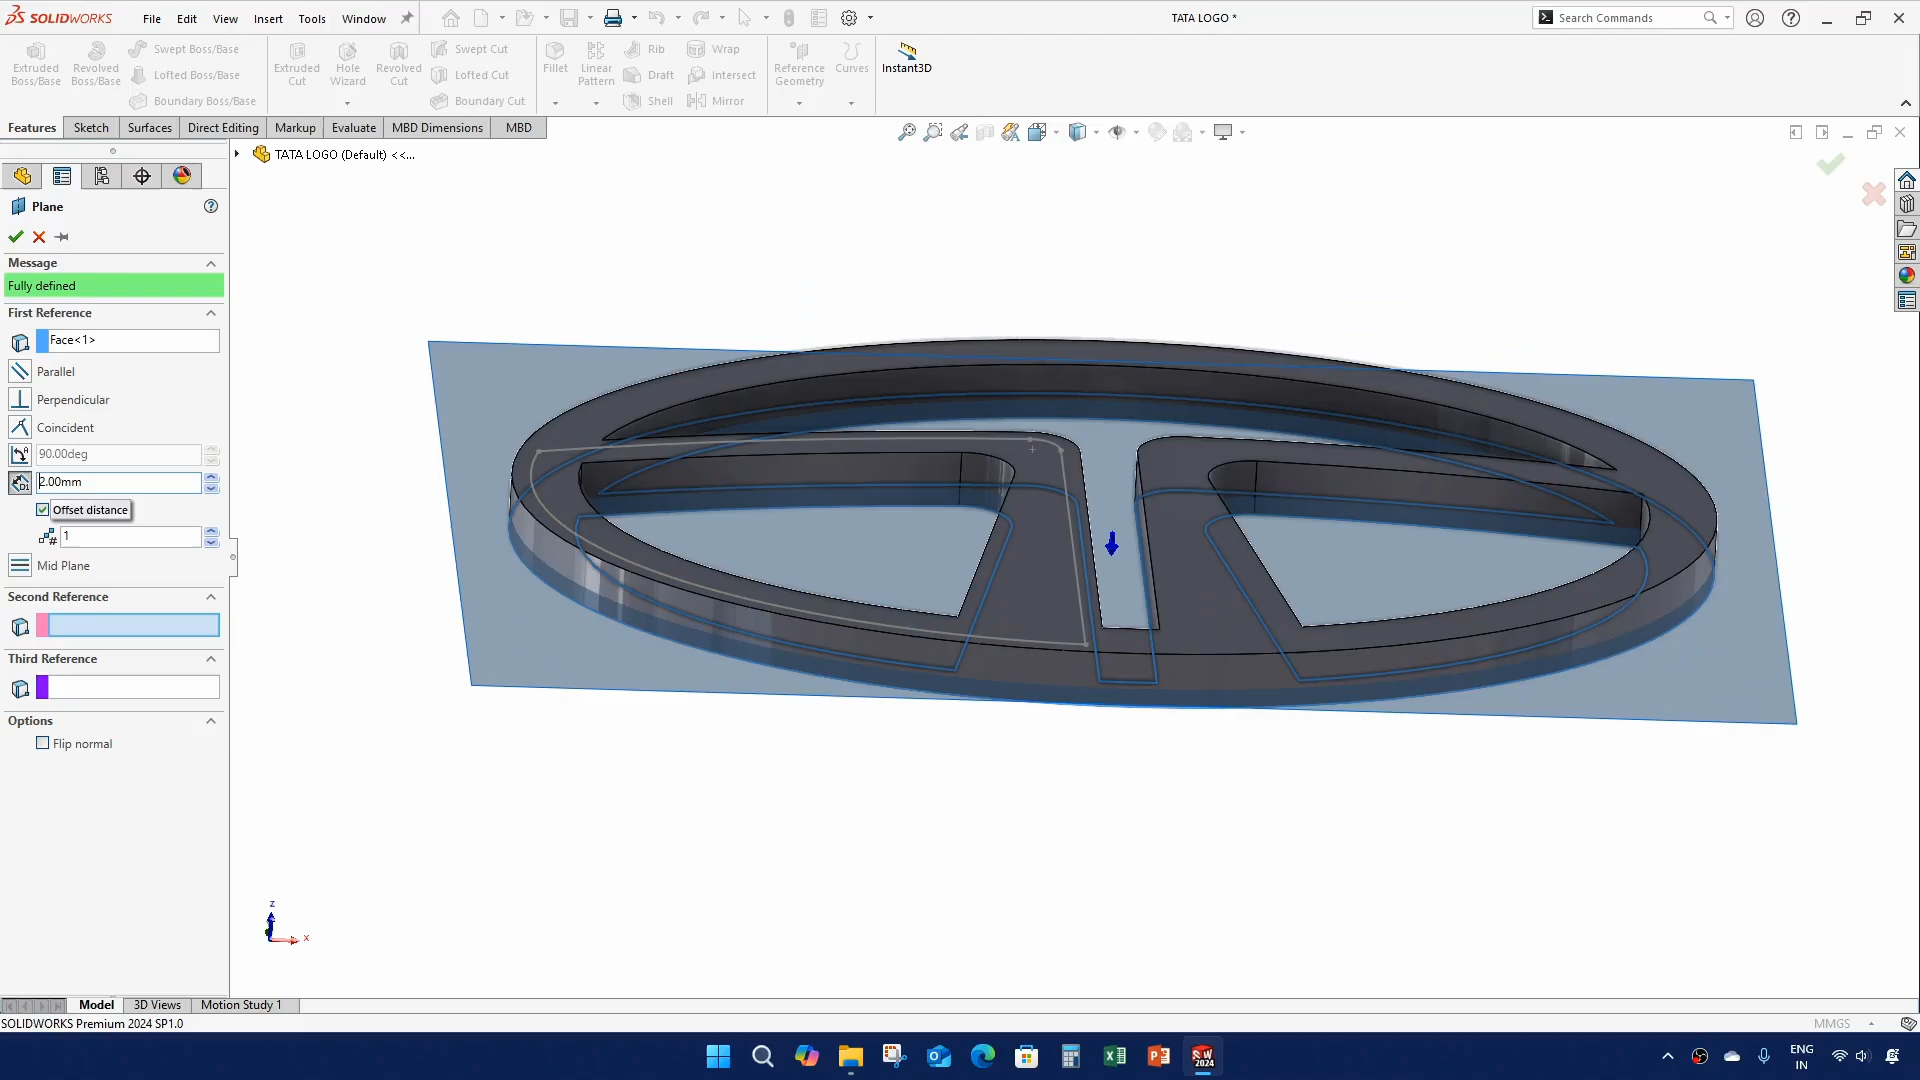 SOLIDWORKS File Edit View Insert Tools Window TATA LOGO * Search Commands
Extruded Boss/Base
Revolved Boss/Base
Swept Boss/Base
Lofted Boss/Base
Boundary Boss/Base
Extruded Cut
Hole Wizard
Revolved Cut
Swept Cut
Lofted Cut
Boundary Cut
Fillet
Linear Pattern
Rib
Draft
Shell
Wrap
Intersect
Mirror
Reference Geometry
Curves
Instant3D
Features Sketch Surfaces Direct Editing Markup Evaluate MBD Dimensions MBD
TATA LOGO (Default) <<...
Plane
Message
Fully defined
First Reference
Face<1>
Parallel
Perpendicular
Coincident
90.00deg
2.00mm
Offset distance
1
Mid Plane
Second Reference
Third Reference
Options
Flip normal
z
x
Model 3D Views Motion Study 1
SOLIDWORKS Premium 2024 SP1.0 MMGS
SW 2024
ENG
IN